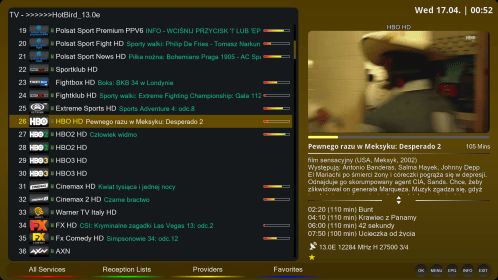 TV - >>>>>>HotBird_13.0e
Wed 17.04. | 00:52
19 Polsat Sport Premium PPV6 INFO - WCIŚNIJ PRZYCISK 'I' LUB 'EP
20 Polsat Sport Fight HD Sporty walki: Philip De Fries - Tomasz Narkun
21 Polsat Sport News HD Piłka nożna: Bohemians Praga 1905 - AC Sp
22 Sportklub HD
23 Fightbox HD Boks: BKB 34 w Londynie
24 Fightklub HD Sporty walki: Extreme Fighting Championship: Gala 112
25 Extreme Sports HD Sports Adventure 4: odc.8
26 HBO HD Pewnego razu w Meksyku: Desperado 2
27 HBO2 HD Człowiek widmo
28 HBO2 HD
29 HBO3 HD
30 HBO3 HD
31 Cinemax HD Kwiat tysiąca i jednej nocy
32 Cinemax 2 HD Czarne bractwo
33 Warner TV Italy HD
34 FX HD CSI: Kryminalne zagadki Las Vegas 13: odc.2
35 Fx Comedy HD Simpsonowie 34: odc.12
36 AXN
HBO HD
Pewnego razu w Meksyku: Desperado 2 105 Mins
film sensacyjny (USA, Meksyk, 2002)
Występują: Antonio Banderas, Salma Hayek, Johnny Depp
El Mariachi po śmierci żony i córeczki pogrąża się w depresji.
Odnajduje go skorumpowany agent CIA, Sands. Chce, żeby
zlikwidował on generała Marqueza. Muzyk zgadza się, gdyż
02:20 (110 min) Bunt
04:10 (110 min) Krawiec z Panamy
06:00 (110 min) 42 sekundy
07:50 (100 min) Ucieczka od życia
13.0E 12284 MHz H 27500 3/4
All Services
Reception Lists
Providers
Favorites
OK
MENU
EPG
INFO
EXIT